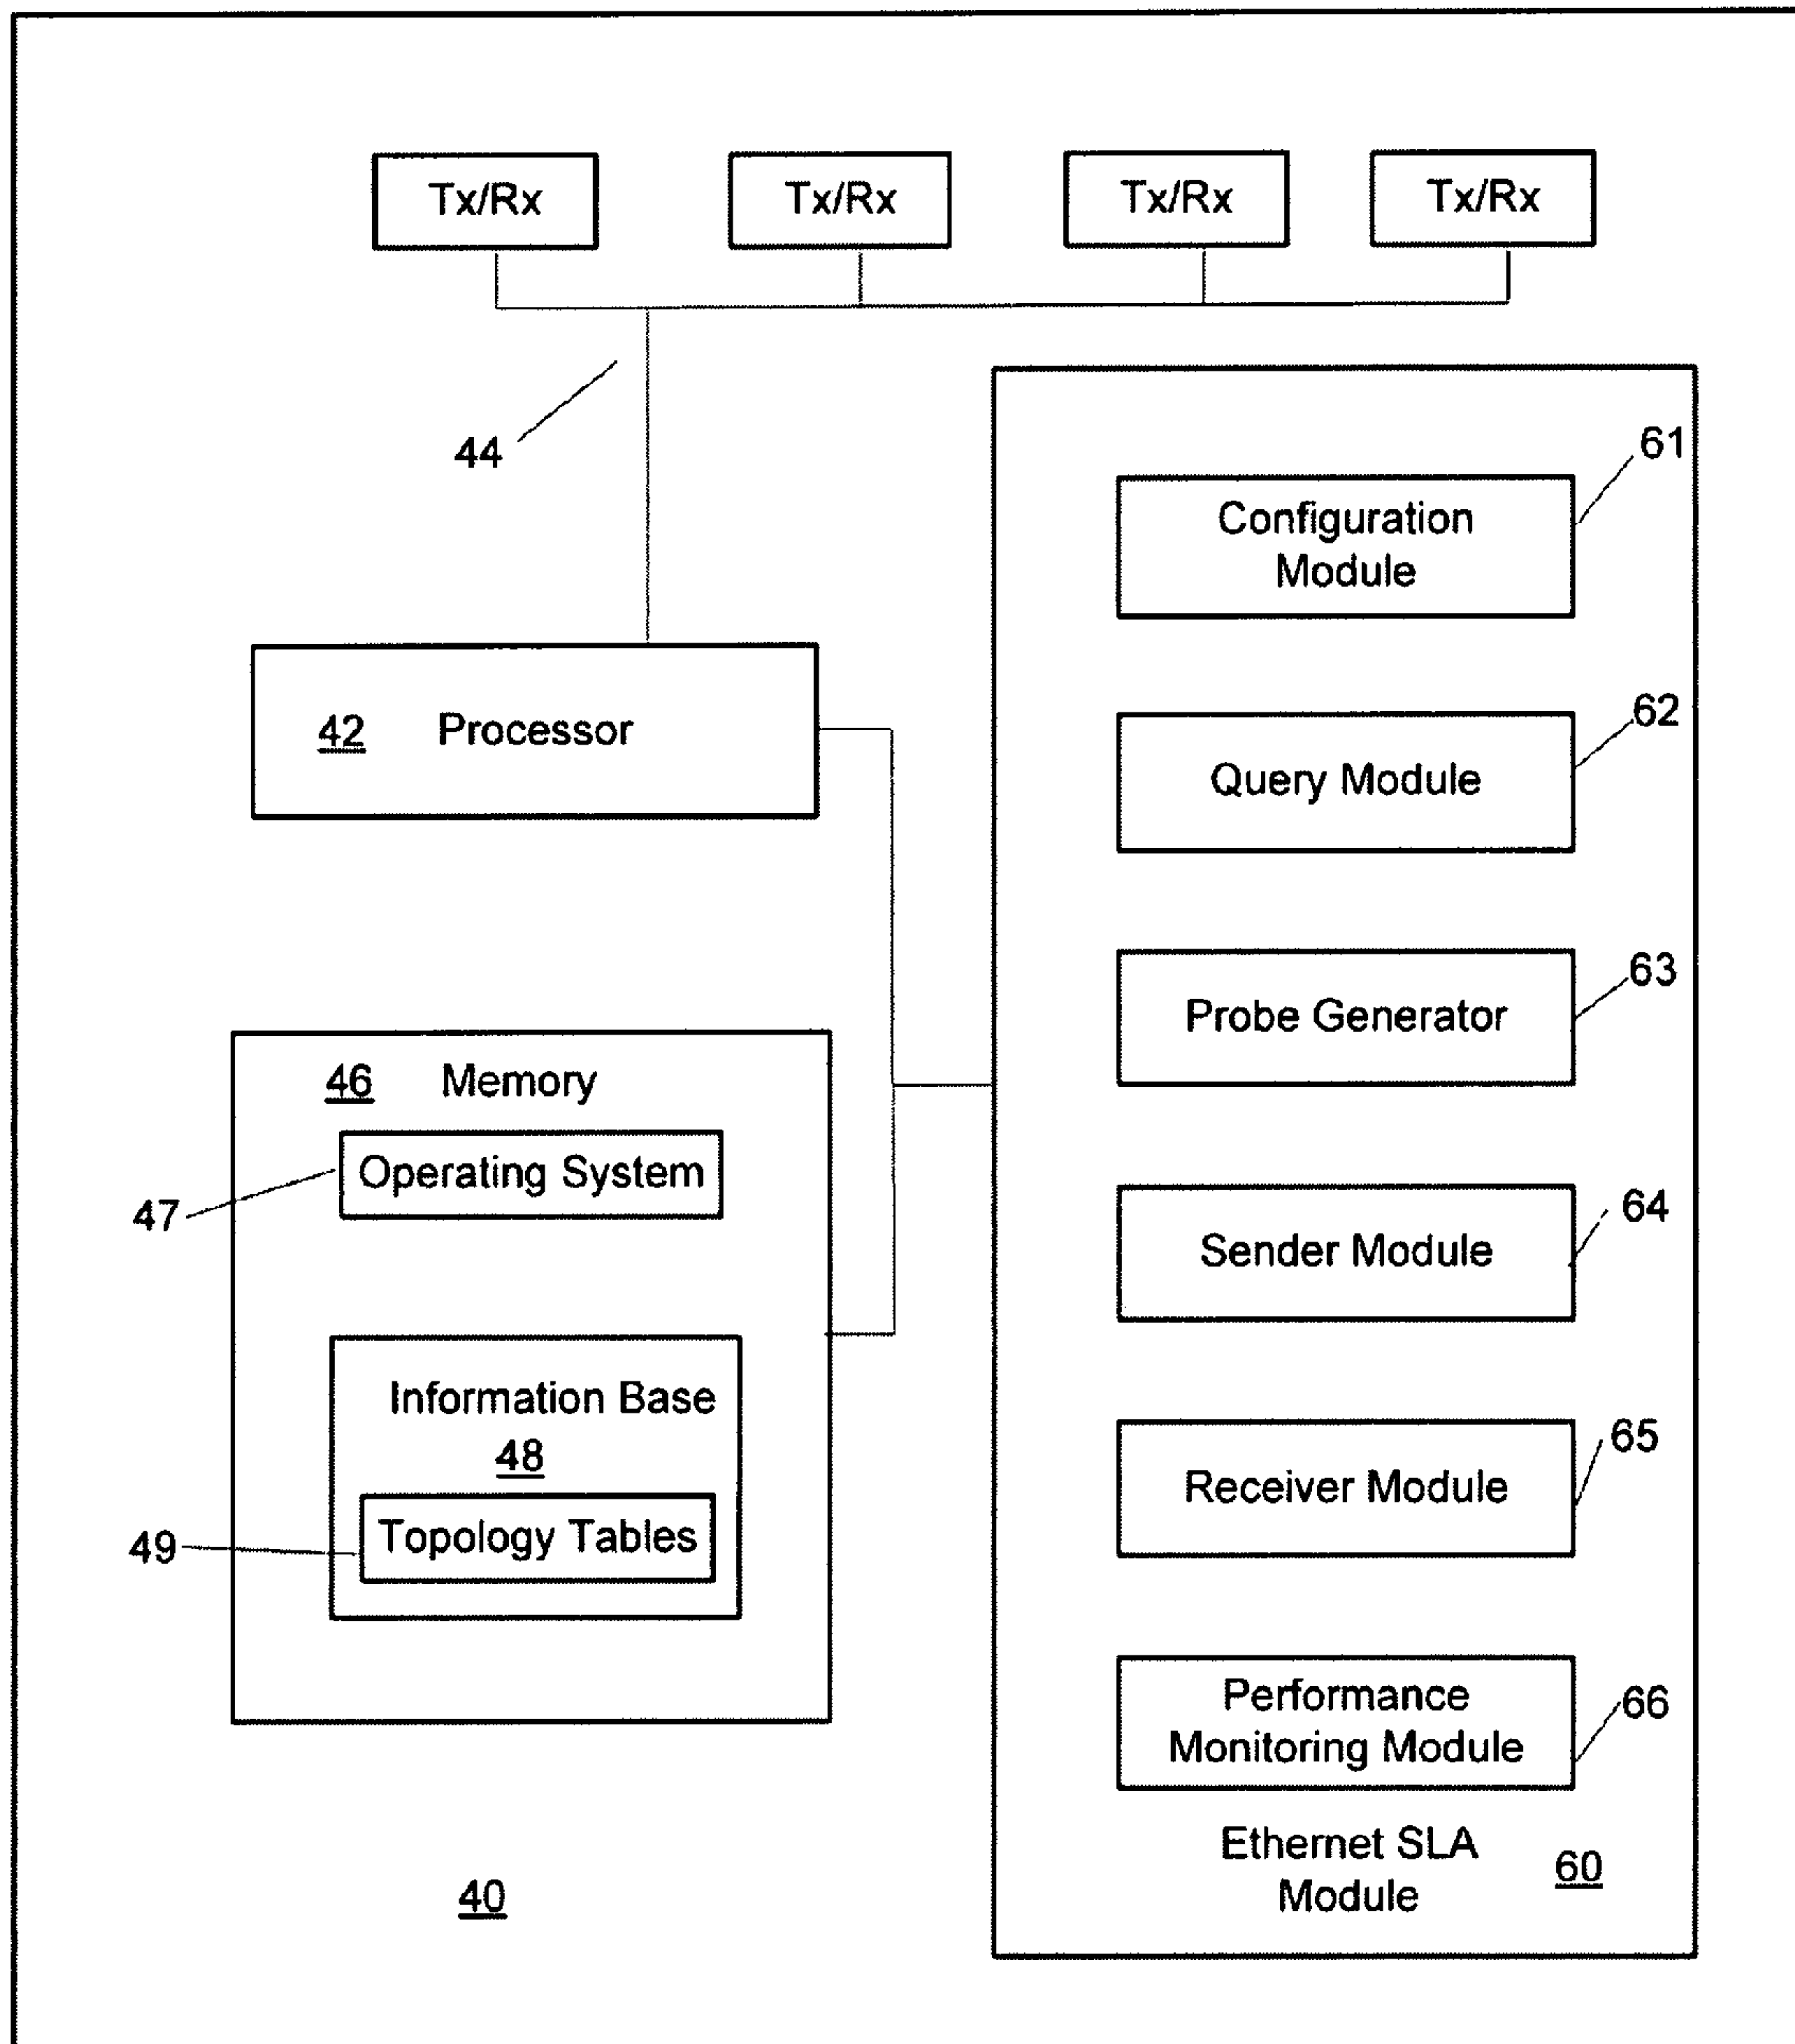 Tx/Rx
Tx/Rx
Tx/Rx
Tx/Rx
44
61
Configuration
Module
42 Processor
62
Query Module
63
Probe Generator
46 Memory
Operating System
47
64
Sender Module
Information Base
48
Topology Tables
49
65
Receiver Module
Performance
Monitoring Module
66
Ethernet SLA
Module
60
40